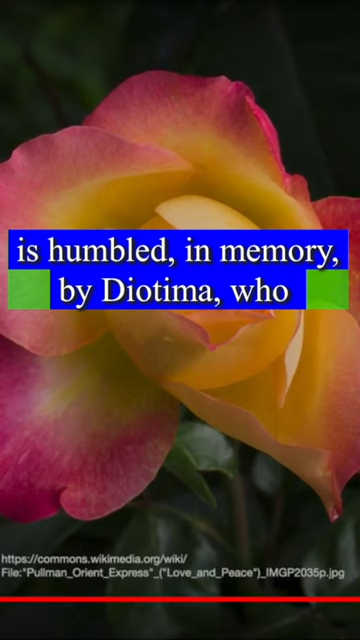 is humbled, in memory,
by Diotima, who
https://commons.wikimedia.org/wiki/
File:"Pullman_Orient_Express"_("Love_and_Peace")_IMGP2035p.jpg